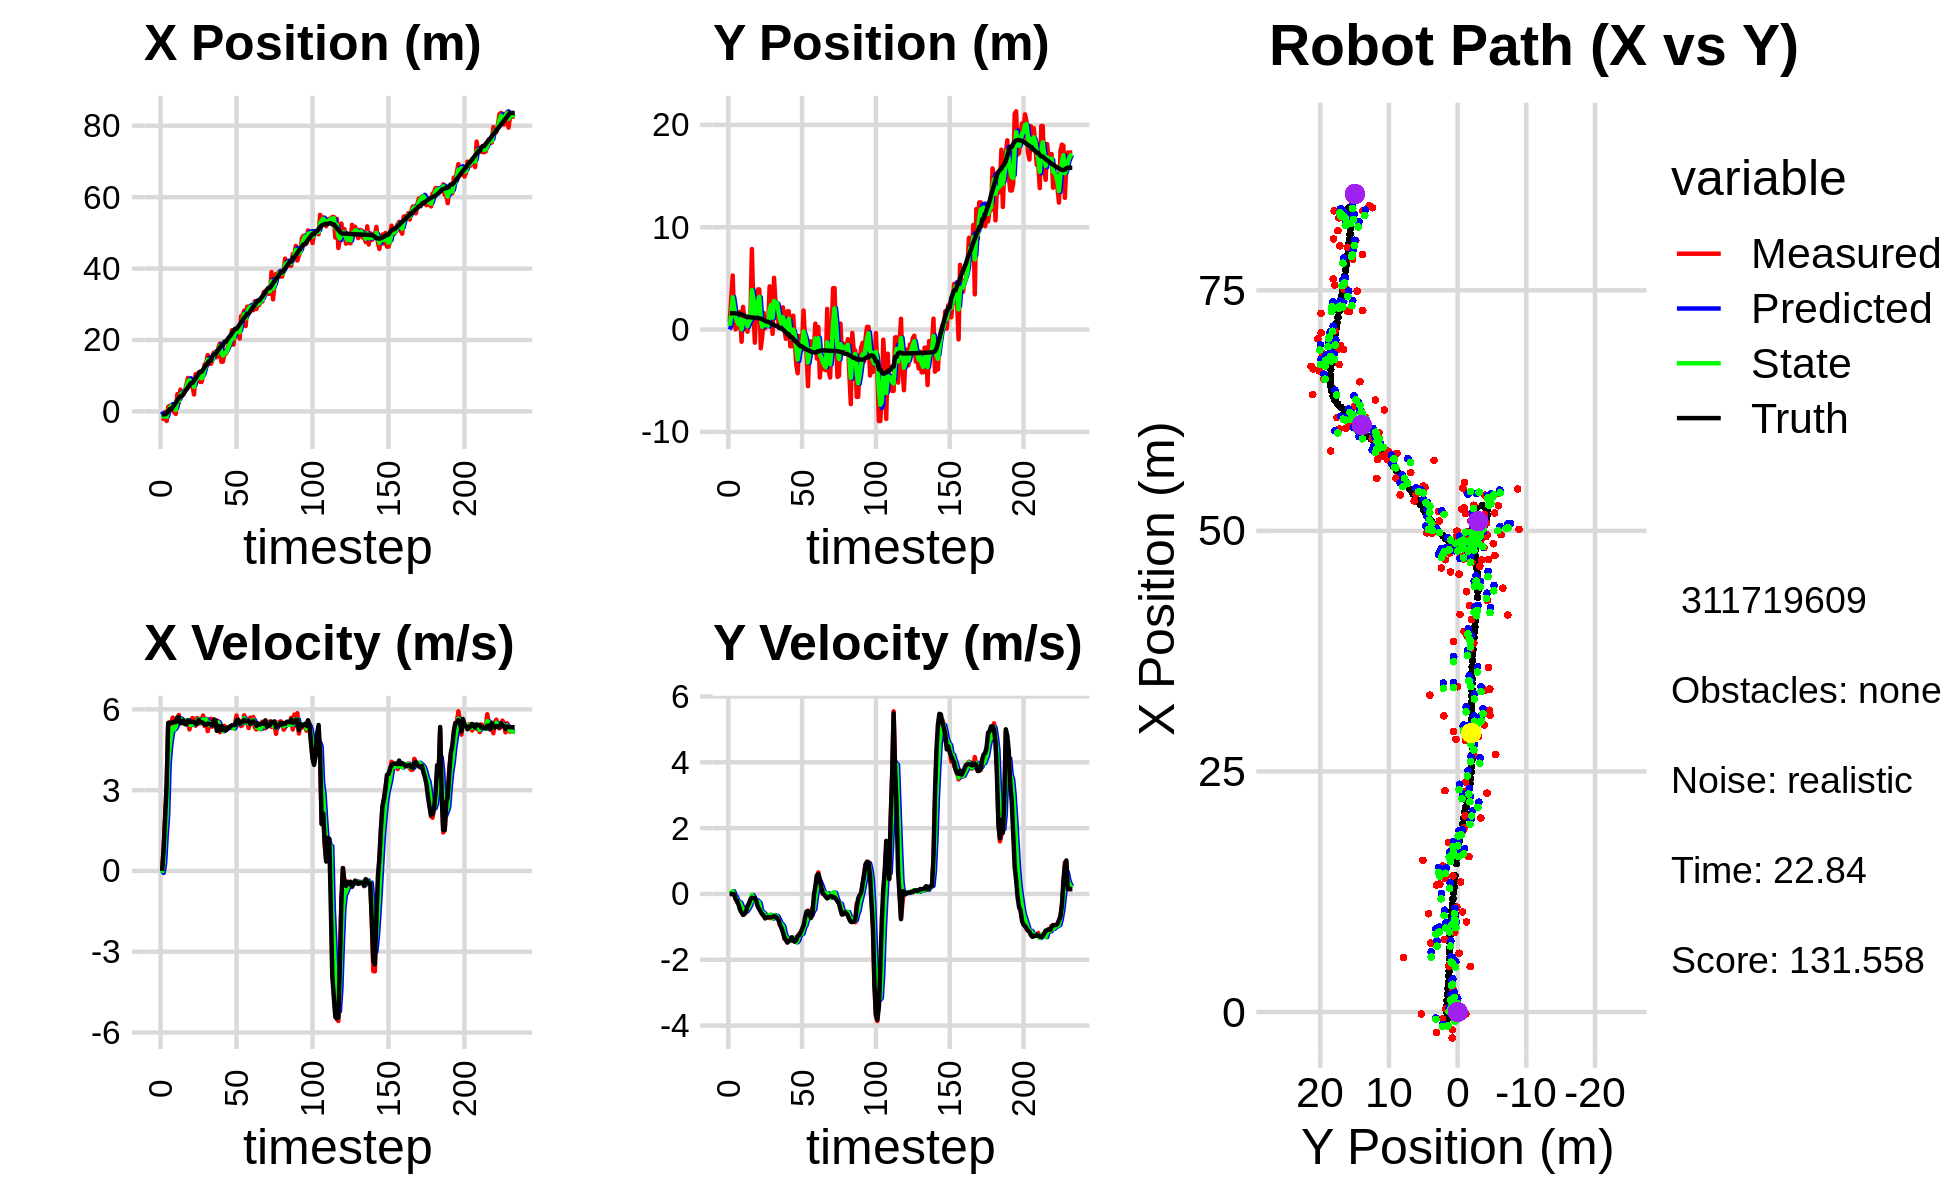 X Position (m)
80
60
40
20
0
0
50
100
150
200
timestep
Y Position (m)
20
10
0
-10
0
50
100
150
200
timestep
X Velocity (m/s)
6
3
0
-3
-6
0
50
100
150
200
timestep
Y Velocity (m/s)
6
4
2
0
-2
-4
0
50
100
150
200
timestep
Robot Path (X vs Y)
X Position (m)
75
50
25
0
20 10 0 -10 -20
Y Position (m)
variable
Measured
Predicted
State
Truth
311719609
Obstacles: none
Noise: realistic
Time: 22.84
Score: 131.558